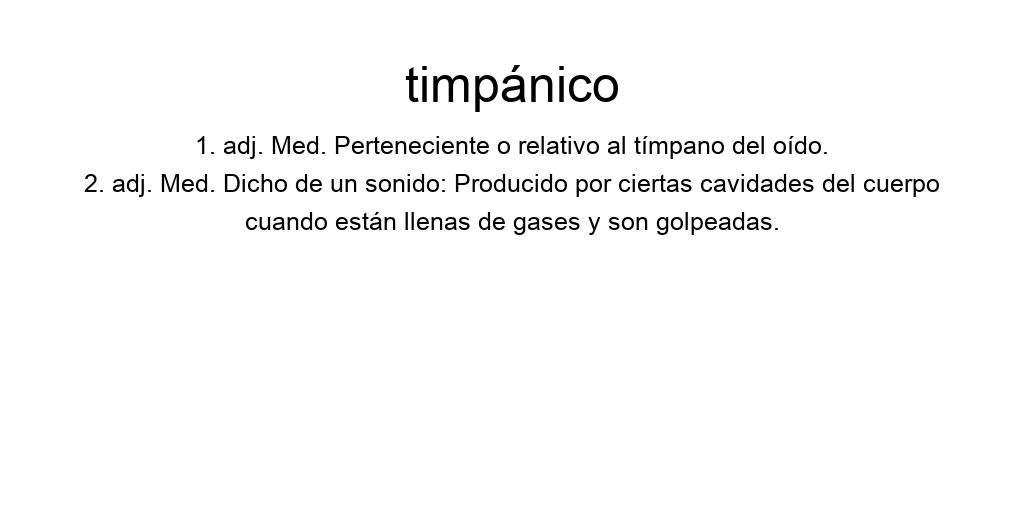 timpánico
1. adj. Med. Perteneciente o relativo al tímpano del oído.
2. adj. Med. Dicho de un sonido: Producido por ciertas cavidades del cuerpo
cuando están llenas de gases y son golpeadas.